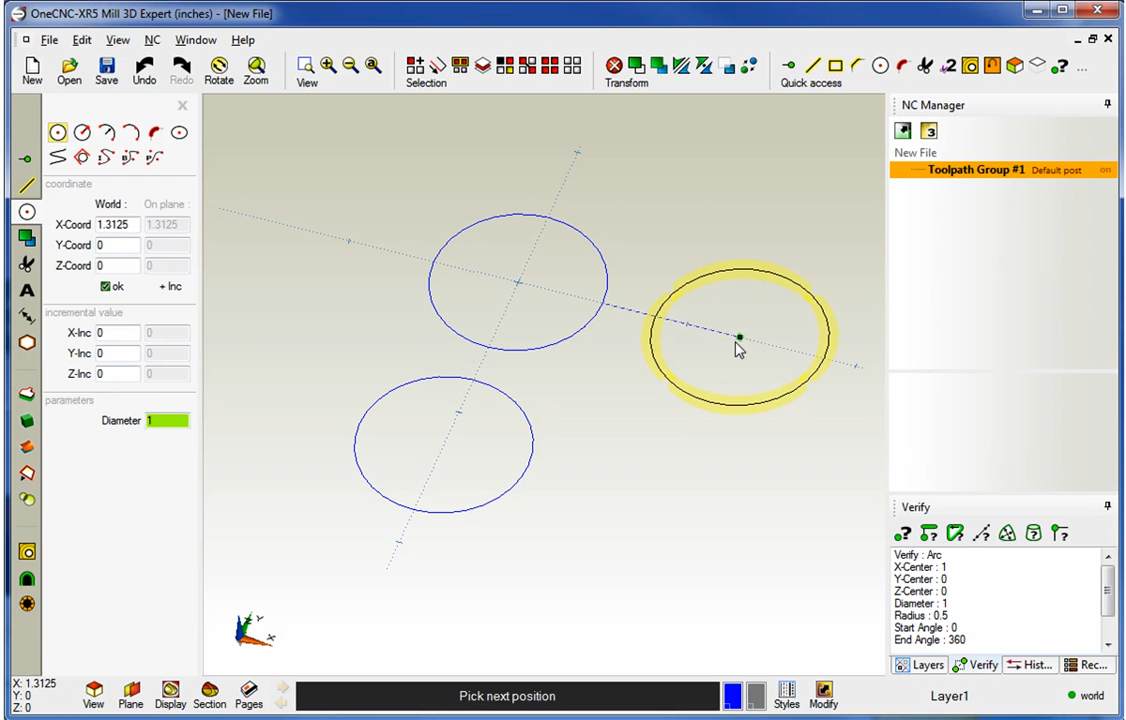 OneCNC-XR5 Mill 3D Expert (inches) - [New File]
File Edit View NC Window Help
New Open Save Undo Redo Rotate Zoom View Selection Transform Quick access
coordinate
World : On plane :
X-Coord 1.3125 1.3125
Y-Coord 0 0
Z-Coord 0 0
ok + Inc
incremental value
X-Inc 0 0
Y-Inc 0 0
Z-Inc 0 0
parameters
Diameter 1
Y
X
NC Manager
3
New File
Toolpath Group #1 Default post on
Verify
Verify : Arc
X-Center : 1
Y-Center : 0
Z-Center : 0
Diameter : 1
Radius : 0.5
Start Angle : 0
End Angle : 360
Layers Verify Hist... Rec...
X: 1.3125
Y: 0
Z: 0
View Plane Display Section Pages
Pick next position
Styles Modify
Layer1
world